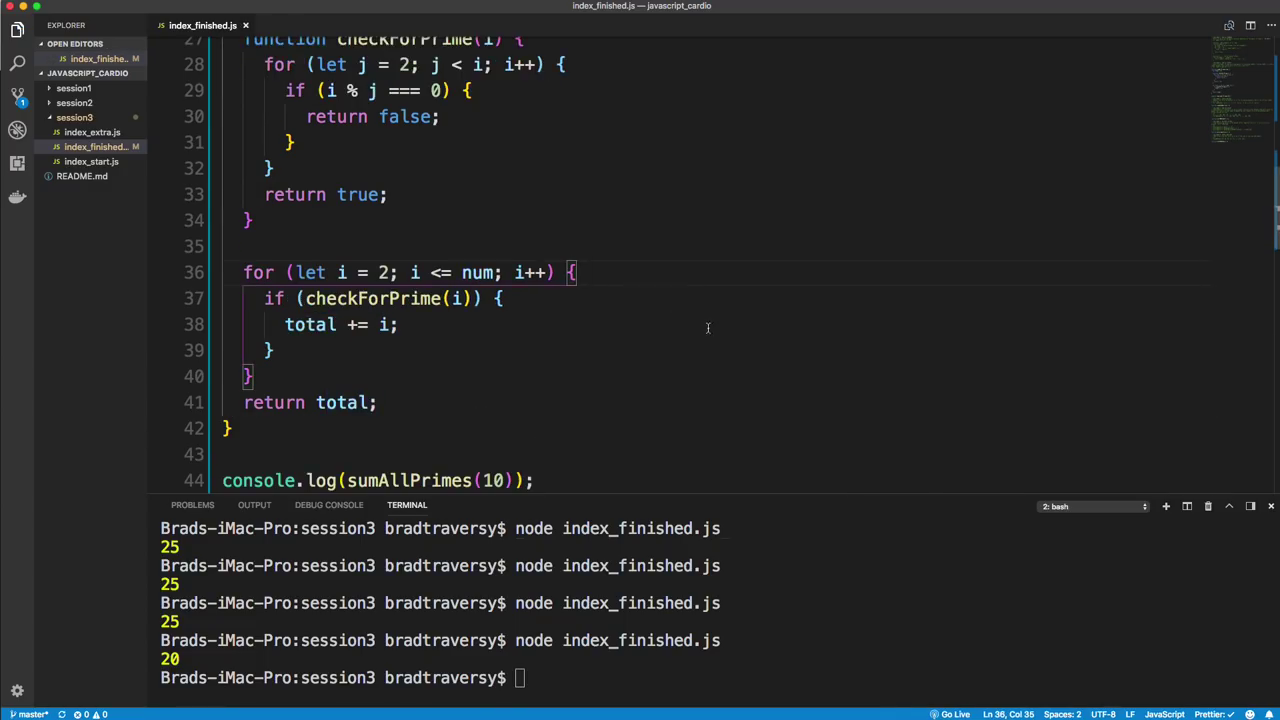 index_finished.js — javascript_cardio
EXPLORER
OPEN EDITORS
index_finishe... M
JAVASCRIPT_CARDIO
session1
session2
session3
JS index_extra.js
JS index_finished... M
JS index_start.js
README.md
1
JS index_finished.js
27 function checkForPrime(i) {
28 for (let j = 2; j < i; i++) {
29 if (i % j === 0) {
30 return false;
31 }
32 }
33 return true;
34 }
35
36 for (let i = 2; i <= num; i++) {
37 if (checkForPrime(i)) {
38 total += i;
39 }
40 }
41 return total;
42 }
43
44 console.log(sumAllPrimes(10));
PROBLEMS OUTPUT DEBUG CONSOLE TERMINAL 2: bash
Brads-iMac-Pro:session3 bradtraversy$ node index_finished.js
25
Brads-iMac-Pro:session3 bradtraversy$ node index_finished.js
25
Brads-iMac-Pro:session3 bradtraversy$ node index_finished.js
25
Brads-iMac-Pro:session3 bradtraversy$ node index_finished.js
20
Brads-iMac-Pro:session3 bradtraversy$
master* 0 0 Go Live Ln 36, Col 35 Spaces: 2 UTF-8 LF JavaScript Prettier: ✓